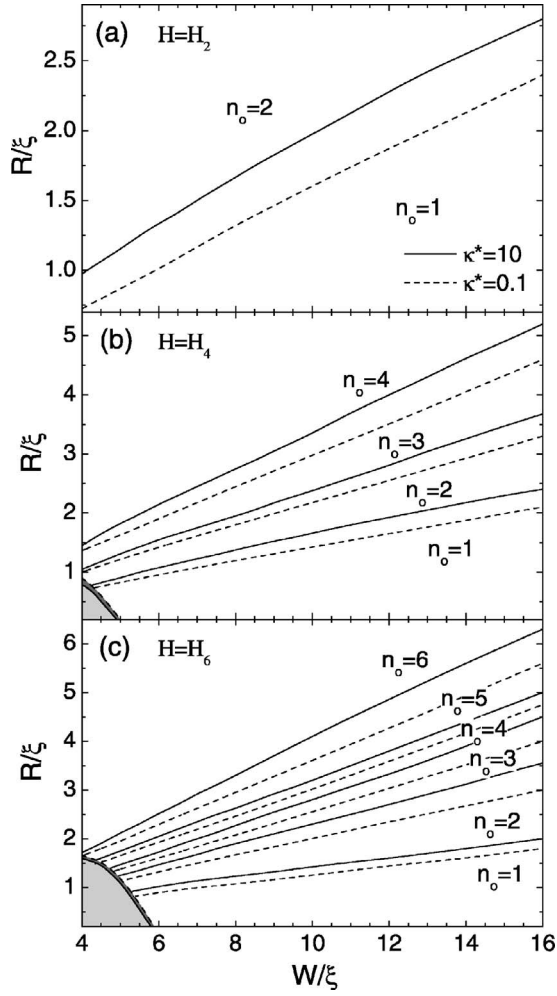 (a) H=H₂
2.5
2.0
1.5
1.0
R/ξ
nₒ=2
nₒ=1
κ*=10
κ*=0.1
(b) H=H₄
5
4
3
2
1
R/ξ
nₒ=4
nₒ=3
nₒ=2
nₒ=1
(c) H=H₆
6
5
4
3
2
1
R/ξ
nₒ=6
nₒ=5
nₒ=4
nₒ=3
nₒ=2
nₒ=1
4 6 8 10 12 14 16
W/ξ